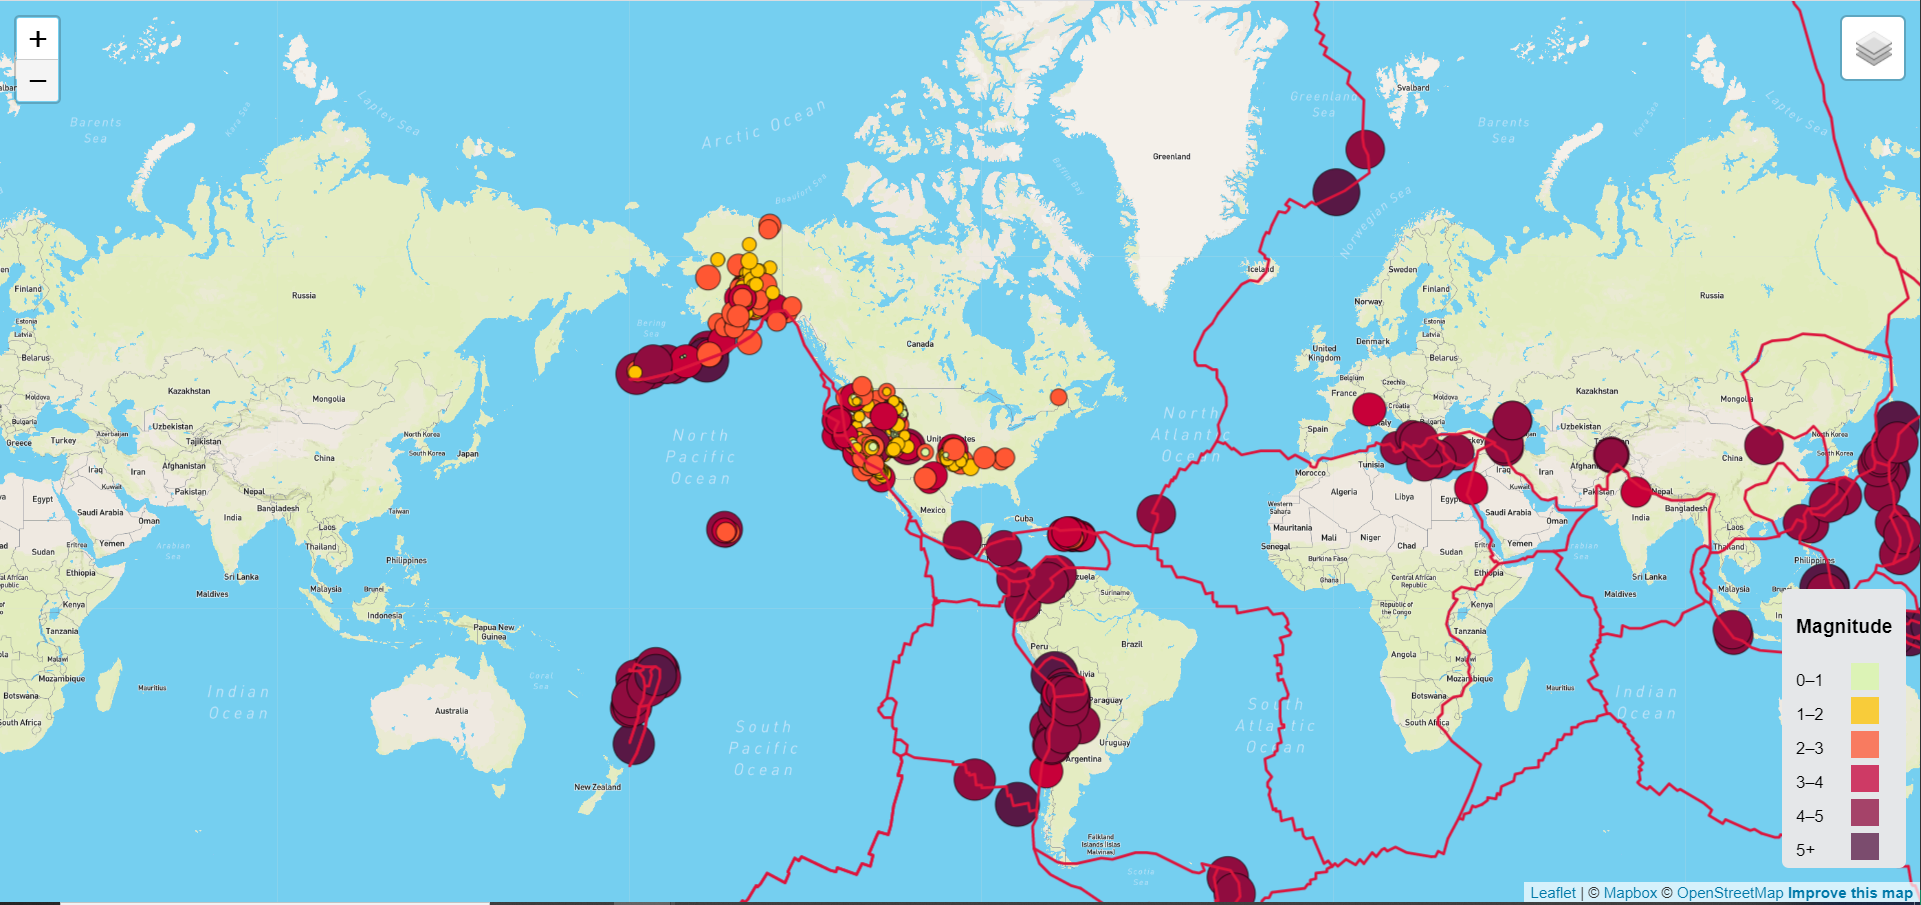 +
−
Svalbard
Barents
Sea
Kara Sea
Laptev Sea
Arctic Ocean
Beaufort Sea
Baffin Bay
Greenland
Greenland
Sea
Norwegian Sea
Barents
Sea
Kara Sea
Laptev Sea
Iceland
Finland
Russia
Estonia
Latvia
Belarus
Moldova
Bulgaria
Greece
Turkey
Azerbaijan
Kazakhstan
Uzbekistan
Tajikistan
Mongolia
North Korea
South Korea
Japan
China
Iraq
Iran
Afghanistan
Kuwait
Pakistan
Nepal
Bangladesh
Egypt
Saudi Arabia
Oman
India
Laos
Taiwan
Sudan
Yemen
Arabian
Sea
Thailand
Philippines
Ethiopia
Sri Lanka
Maldives
Malaysia
Brunei
Kenya
Indonesia
Tanzania
Papua New
Guinea
Malawi
Mozambique
Mauritius
Botswana
South Africa
Indian
Ocean
Coral
Sea
Australia
New Zealand
Bering
Sea
North
Pacific
Ocean
South
Pacific
Ocean
Canada
United States
Mexico
Cuba
Suriname
Peru
Brazil
Paraguay
Uruguay
Argentina
Falkland
Islands (Islas
Malvinas)
Scotia
Sea
North
Atlantic
Ocean
South
Atlantic
Ocean
Sweden
Finland
Norway
Estonia
Latvia
Denmark
United
Kingdom
Belarus
Belgium
Czechia
France
Moldova
Croatia
Italy
Spain
Russia
Kazakhstan
Mongolia
Uzbekistan
North Korea
South Korea
China
Morocco
Tunisia
Iraq
Iran
Algeria
Libya
Egypt
Kuwait
Pakistan
Nepal
Western
Sahara
Saudi Arabia
Bangladesh
Oman
India
Mauritania
Mali
Niger
Chad
Sudan
Eritrea
Yemen
Arabian
Sea
Thailand
Philippines
Senegal
Burkina Faso
Ghana
Central African
Republic
Ethiopia
Sri Lanka
Maldives
Malaysia
Republic of
the Congo
Kenya
Tanzania
Angola
Malawi
Mozambique
Mauritius
Botswana
South Africa
Indian
Ocean
Magnitude
0–1
1–2
2–3
3–4
4–5
5+
Leaflet | © Mapbox © OpenStreetMap Improve this map